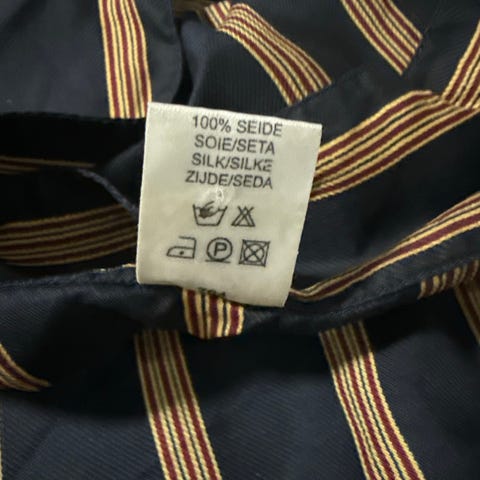 100% SEIDE
SOIE/SETA
SILK/SILKE
ZIJDE/SEDA
P